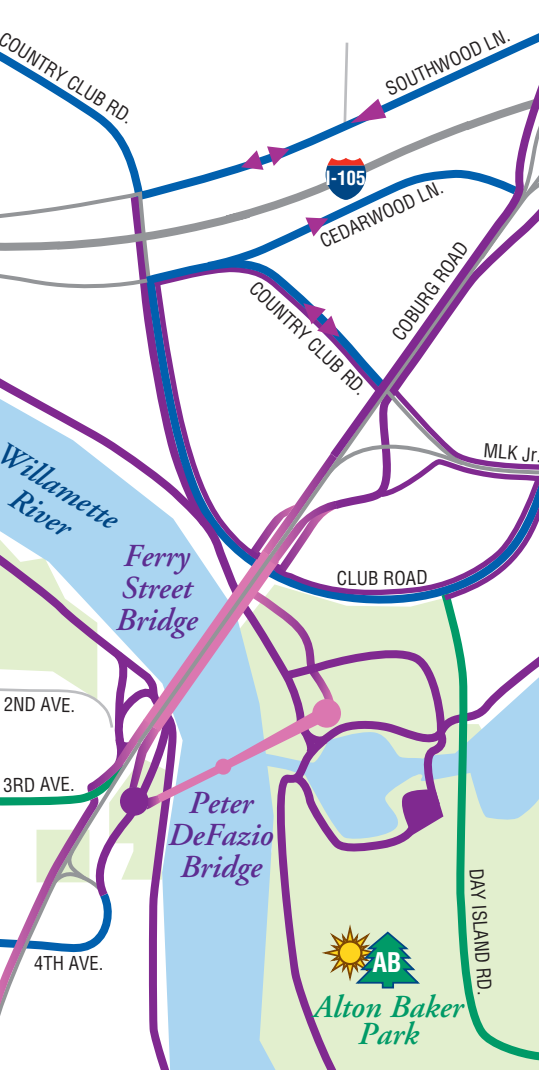 COUNTRY CLUB RD.
SOUTHWOOD LN.
I-105
CEDARWOOD LN.
COBURG ROAD
COUNTRY CLUB RD.
MLK Jr.
Willamette
River
Ferry
Street
Bridge
CLUB ROAD
2ND AVE.
3RD AVE.
Peter
DeFazio
Bridge
DAY ISLAND RD.
4TH AVE.
AB
Alton Baker
Park